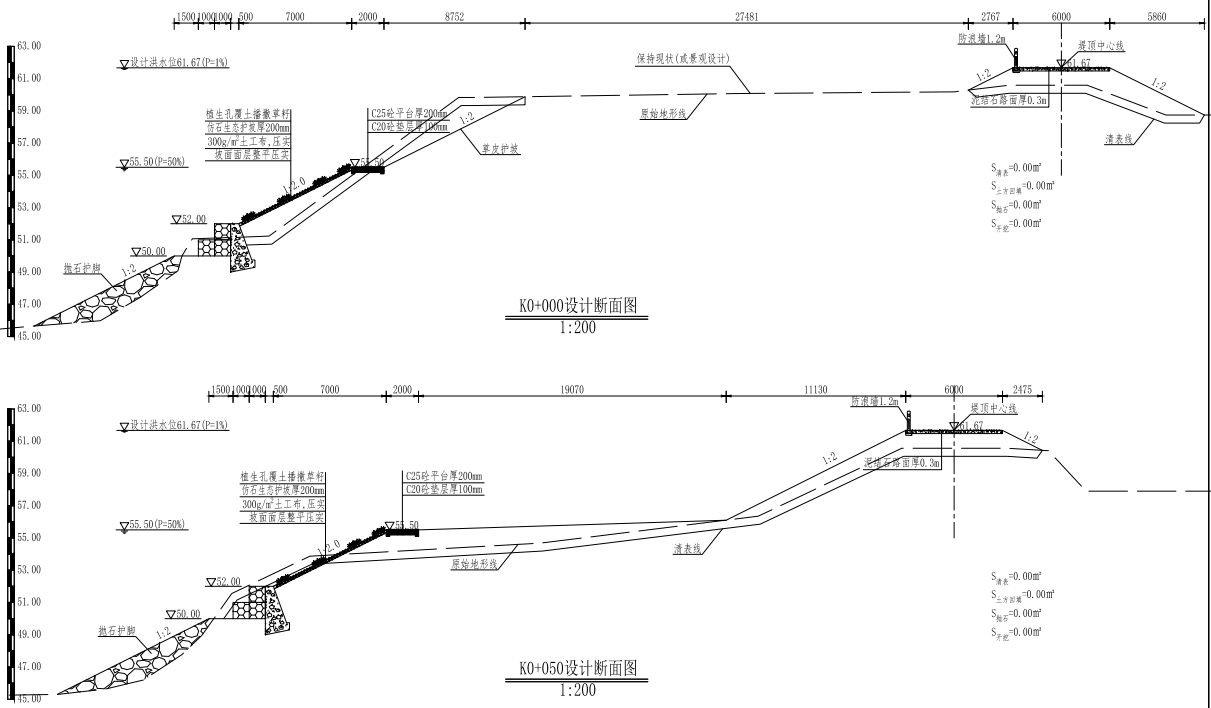 1500 1000 1000 500 7000 2000 8752 27481 2767 6000 5860
63.00
61.00
59.00
57.00
55.00
53.00
51.00
49.00
47.00
45.00
设计洪水位61.67(P=1%)
55.50(P=50%)
52.00
50.00
抛石护脚
1:2
植生孔覆土播撒草籽
仿石生态护坡厚200mm
300g/m²土工布,压实
坡面面层整平压实
1:2.0
C25砼平台厚200mm
C20砼垫层厚100mm
55.50
1:2
草皮护坡
保持现状(或景观设计)
原始地形线
防浪墙1.2m
堤顶中心线
61.67
1:2
1:2
泥结石路面厚0.3m
清表线
S清表=0.00m²
S土方回填=0.00m²
S抛石=0.00m²
S开挖=0.00m²
K0+000设计断面图
1:200
1500 1000 1000 500 7000 2000 19070 11130 6000 2475
63.00
61.00
59.00
57.00
55.00
53.00
51.00
49.00
47.00
45.00
设计洪水位61.67(P=1%)
55.50(P=50%)
52.00
50.00
抛石护脚
1:2
植生孔覆土播撒草籽
仿石生态护坡厚200mm
300g/m²土工布,压实
坡面面层整平压实
1:2.0
C25砼平台厚200mm
C20砼垫层厚100mm
55.50
原始地形线
清表线
1:2
防浪墙1.2m
堤顶中心线
61.67
1:2
泥结石路面厚0.3m
S清表=0.00m²
S土方回填=0.00m²
S抛石=0.00m²
S开挖=0.00m²
K0+050设计断面图
1:200